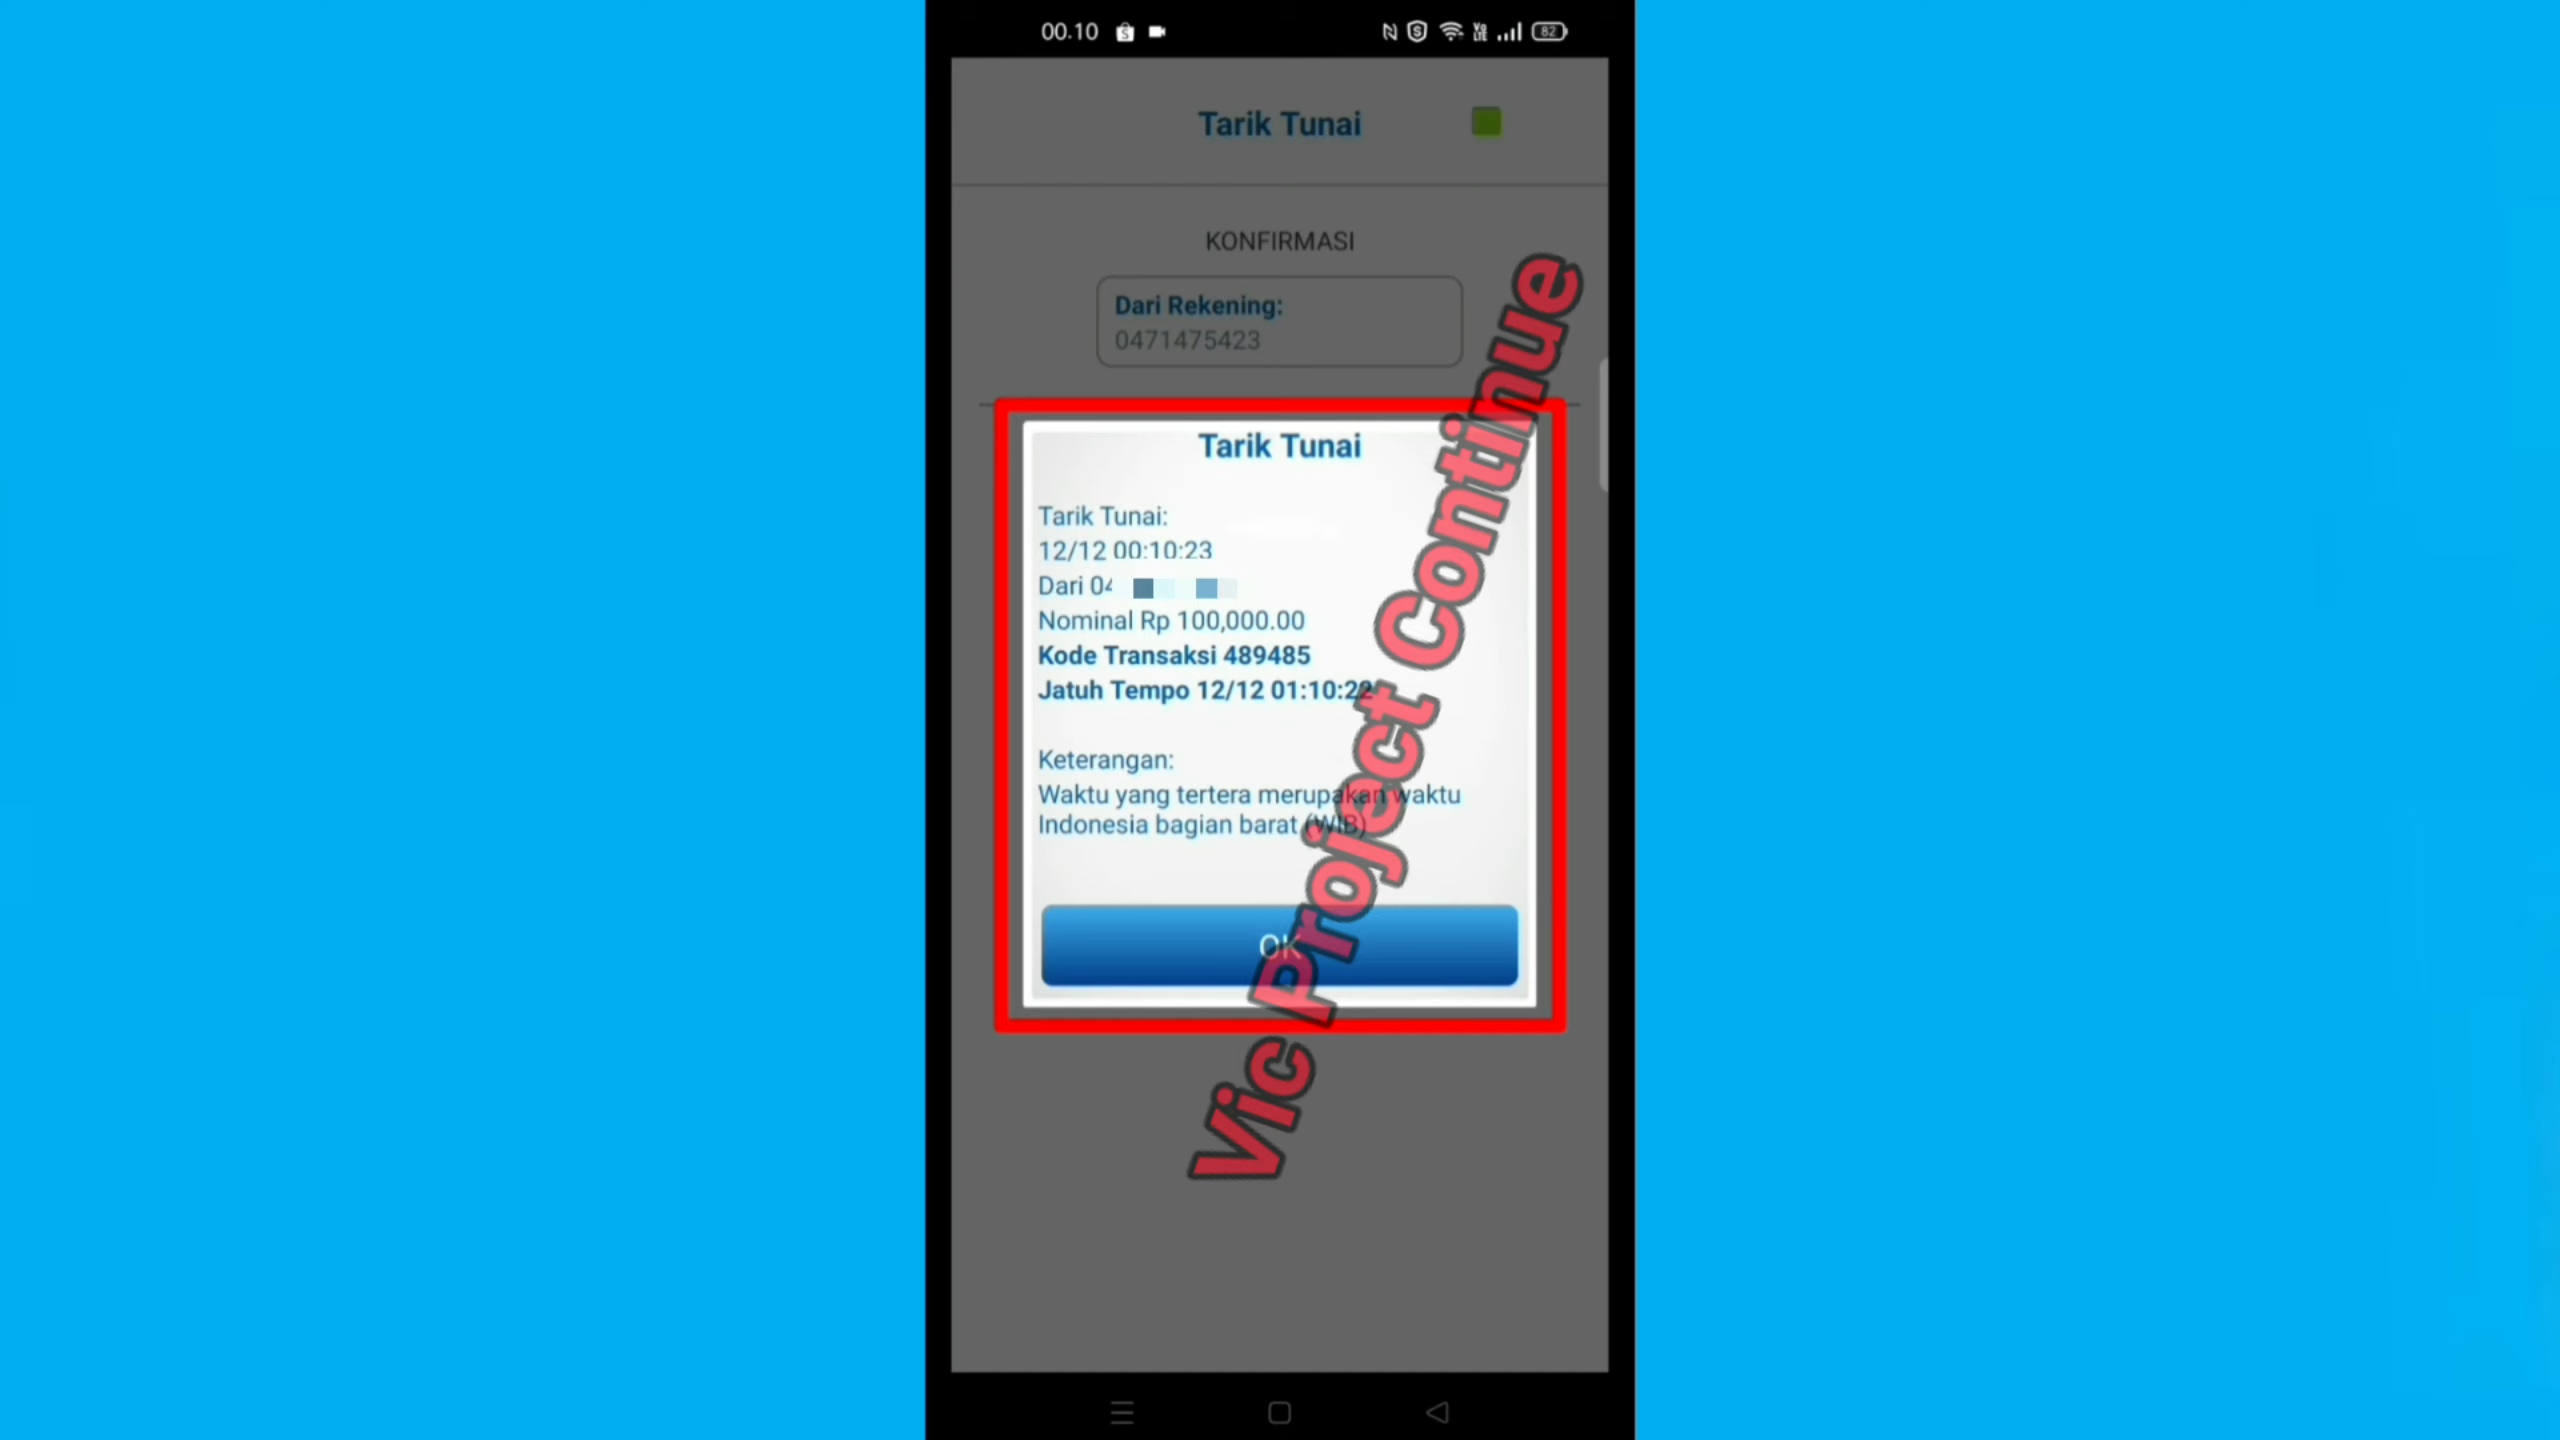 00.10
82
Tarik Tunai
KONFIRMASI
Dari Rekening:
0471475423
Tarik Tunai
Tarik Tunai:
12/12 00:10:23
Dari 04
Nominal Rp 100,000.00
Kode Transaksi 489485
Jatuh Tempo 12/12 01:10:22
Keterangan:
Waktu yang tertera merupakan waktu
Indonesia bagian barat (WIB)
OK
Vic Project Continue